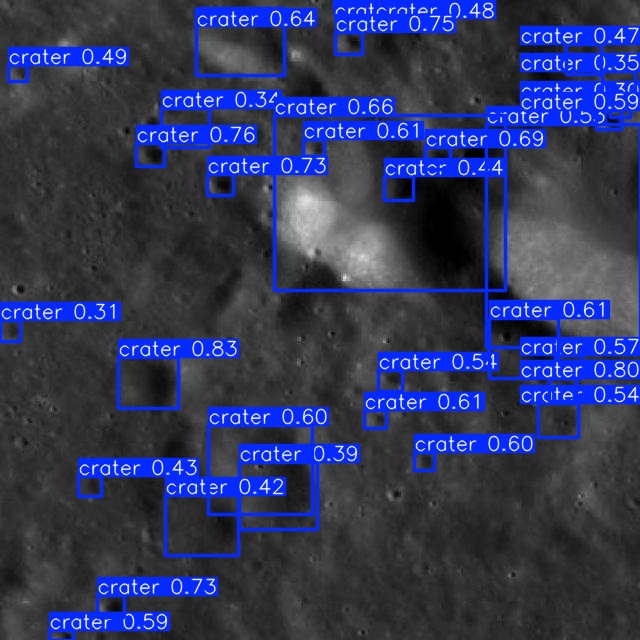 crater 0.48
crater 0.64
crater 0.75
crater 0.47
crater 0.49
crater 0.35
crater 0.34
crater 0.59
crater 0.66
crater 0.53
crater 0.76
crater 0.61
crater 0.69
crater 0.73
crater 0.44
crater 0.31
crater 0.61
crater 0.83
crater 0.57
crater 0.54
crater 0.80
crater 0.54
crater 0.61
crater 0.60
crater 0.60
crater 0.39
crater 0.43
crater 0.42
crater 0.73
crater 0.59